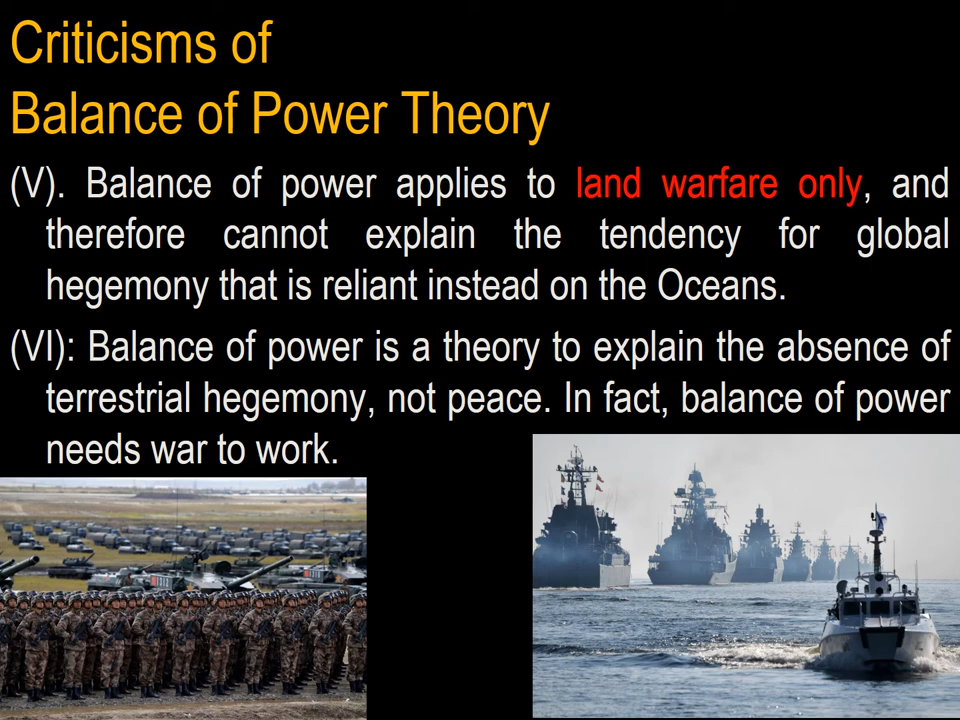 Criticisms of
Balance of Power Theory
(V). Balance of power applies to land warfare only, and
therefore cannot explain the tendency for global
hegemony that is reliant instead on the Oceans.
(VI): Balance of power is a theory to explain the absence of
terrestrial hegemony, not peace. In fact, balance of power
needs war to work.